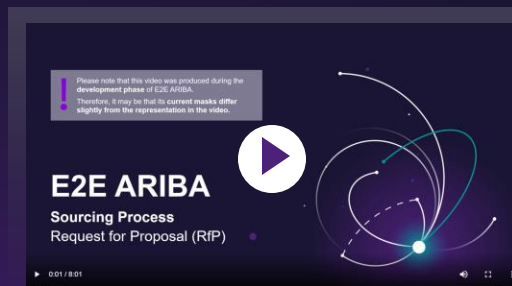 Please note that this video was produced during the
development phase of E2E ARIBA.
Therefore, it may be that its current masks differ
slightly from the representation in the video.
E2E ARIBA
Sourcing Process
Request for Proposal (RfP)
0:01 / 8:01